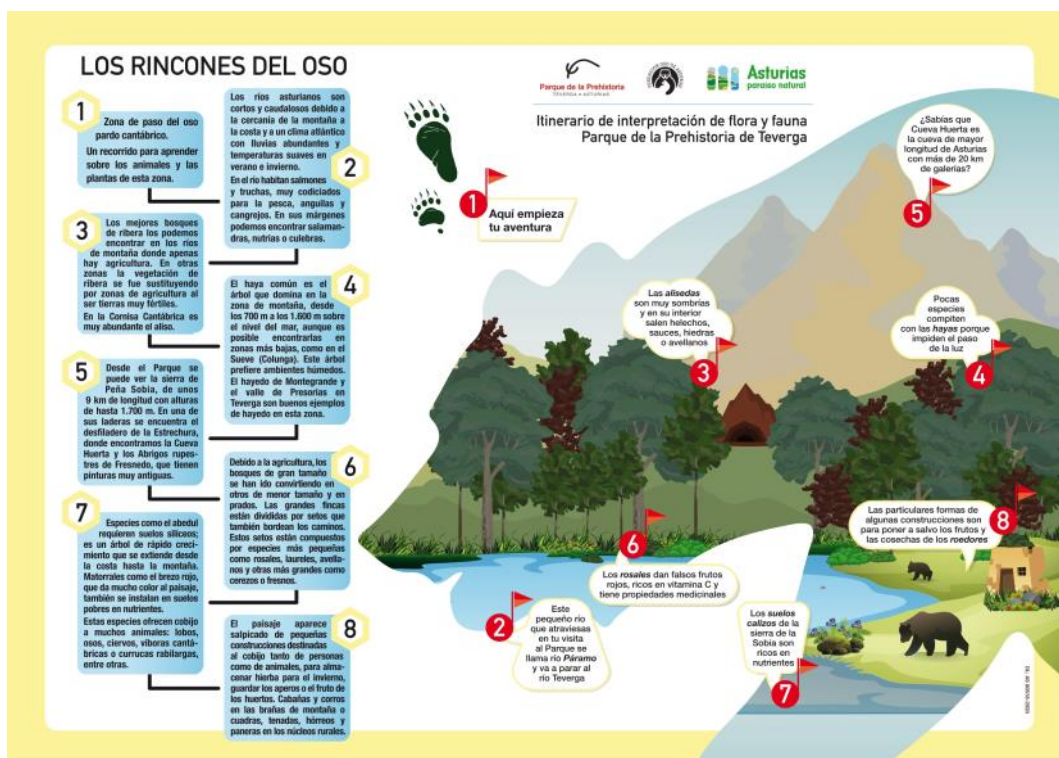 LOS RINCONES DEL OSO
1
Zona de paso del oso
pardo cantábrico.
Un recorrido para aprender
sobre los animales y las
plantas de esta zona.
Los ríos asturianos son
cortos y caudalosos debido a
la cercanía de la montaña a
la costa y a un clima atlántico
con lluvias abundantes y
temperaturas suaves en
verano e invierno.
2
En el río habitan salmones
y truchas, muy codiciados
para la pesca, anguilas y
cangrejos. En sus márgenes
podemos encontrar salaman-
dras, nutrias o culebras.
3
Los mejores bosques
de ribera los podemos
encontrar en los ríos
de montaña donde apenas
hay agricultura. En otras
zonas la vegetación de
ribera se fue sustituyendo
por zonas de agricultura al
ser tierras muy fértiles.
En la Cornisa Cantábrica es
muy abundante el aliso.
4
El haya común es el
árbol que domina en la
zona de montaña, desde
los 700 m a los 1.600 m sobre
el nivel del mar, aunque es
posible encontrarlas en
zonas más bajas, como en el
Sueve (Colunga). Este árbol
prefiere ambientes húmedos.
El hayedo de Montegrande y
el valle de Presorias en
Teverga son buenos ejemplos
de hayedo en esta zona.
5
Desde el Parque se
puede ver la sierra de
Peña Sobia, de unos
9 km de longitud con alturas
de hasta 1.700 m. En una de
sus laderas se encuentra el
desfiladero de la Estrechura,
donde encontramos la Cueva
Huerta y los Abrigos rupes-
tres de Fresnedo, que tienen
pinturas muy antiguas.
6
Debido a la agricultura, los
bosques de gran tamaño
se han ido convirtiendo en
otros de menor tamaño y en
prados. Las grandes fincas
están divididas por setos que
también bordean los caminos.
Estos setos están compuestos
por especies más pequeñas
como rosales, laureles, avella-
nos y otras más grandes como
cerezos o fresnos.
7
Especies como el abedul
requieren suelos silíceos;
es un árbol de rápido creci-
miento que se extiende desde
la costa hasta la montaña.
Matorrales como el brezo rojo,
que da mucho color al paisaje,
también se instalan en suelos
pobres en nutrientes.
Estas especies ofrecen cobijo
a muchos animales: lobos,
osos, ciervos, víboras cantá-
bricas o currucas rabilargas,
entre otras.
8
El paisaje aparece
salpicado de pequeñas
construcciones destinadas
al cobijo tanto de personas
como de animales, para alma-
cenar hierba para el invierno,
guardar los aperos o el fruto de
los huertos. Cabañas y corros
en las brañas de montaña o
cuadras, tenadas, hórreos y
paneras en los núcleos rurales.
Parque de la Prehistoria
TEVERGA • ASTURIAS
Asturias
paraíso natural
Itinerario de interpretación de flora y fauna
Parque de la Prehistoria de Teverga
1
Aquí empieza
tu aventura
¿Sabías que
Cueva Huerta es
la cueva de mayor
longitud de Asturias
con más de 20 km
de galerías?
5
Las alisedas
son muy sombrías
y en su interior
salen helechos,
sauces, hiedras
o avellanos
3
Pocas
especies
compiten
con las hayas porque
impiden el paso
de la luz
4
Las particulares formas de
algunas construcciones son
para poner a salvo los frutos y
las cosechas de los roedores
8
6
Los rosales dan falsos frutos
rojos, ricos en vitamina C y
tiene propiedades medicinales
2
Este
pequeño río
que atraviesas
en tu visita
al Parque se
llama río Páramo
y va a parar al
río Teverga
Los suelos
calizos de la
sierra de la
Sobia son
ricos en
nutrientes
7